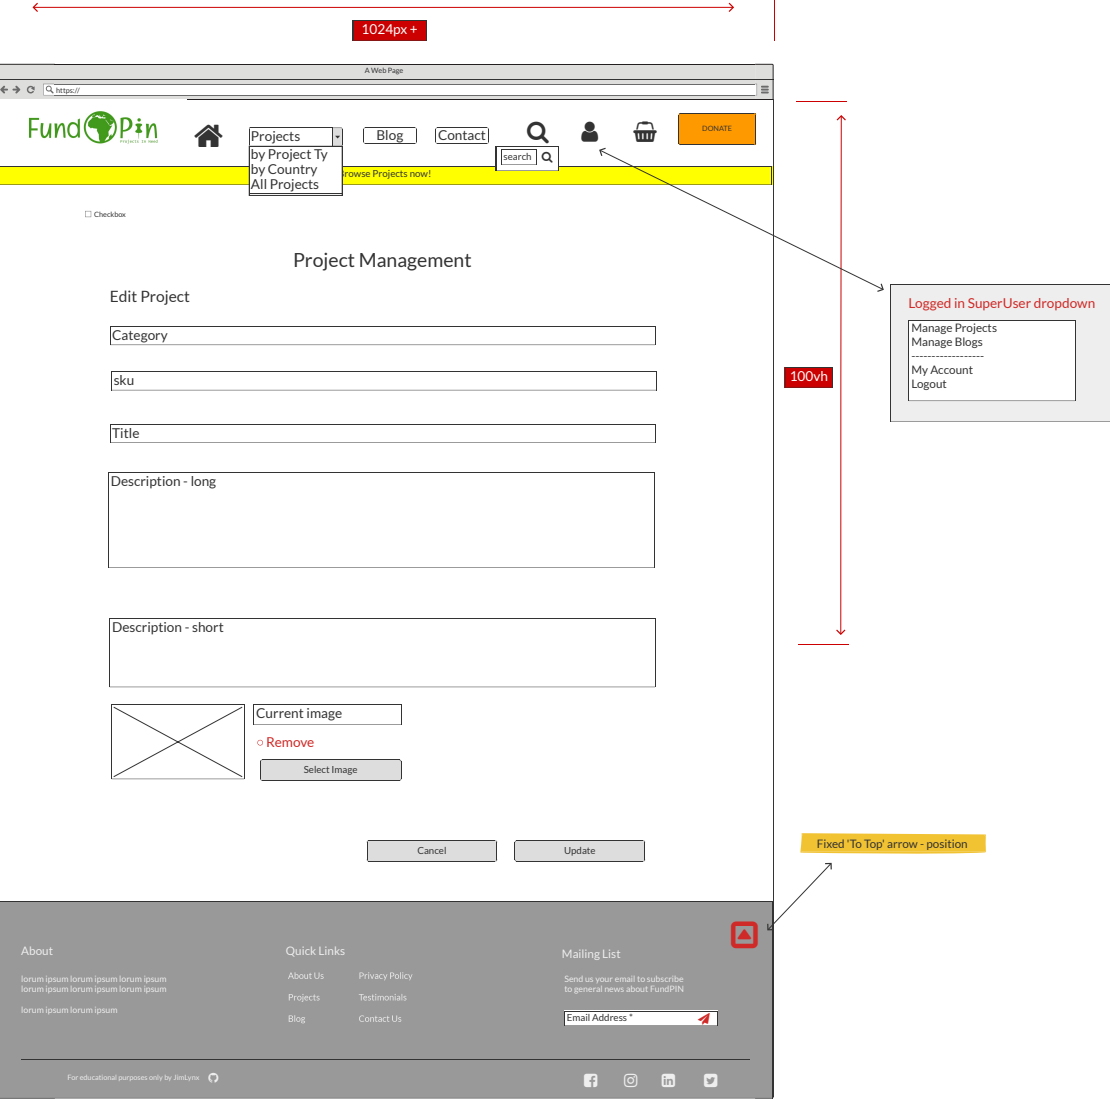 1024px +
A Web Page
https://
FundPin
Projects in Need
Projects
Blog
Contact
DONATE
by Project Ty
by Country
All Projects
search
Browse Projects now!
Checkbox
Project Management
Edit Project
Category
sku
Title
Description - long
Description - short
Current image
Remove
Select Image
Cancel
Update
Logged in SuperUser dropdown
Manage Projects
Manage Blogs
------------------
My Account
Logout
100vh
Fixed 'To Top' arrow - position
About
lorum ipsum lorum ipsum lorum ipsum
lorum ipsum lorum ipsum lorum ipsum
lorum ipsum lorum ipsum
Quick Links
About Us
Privacy Policy
Projects
Testimonials
Blog
Contact Us
Mailing List
Send us your email to subscribe
to general news about FundPIN
Email Address *
For educational purposes only by JimLynx